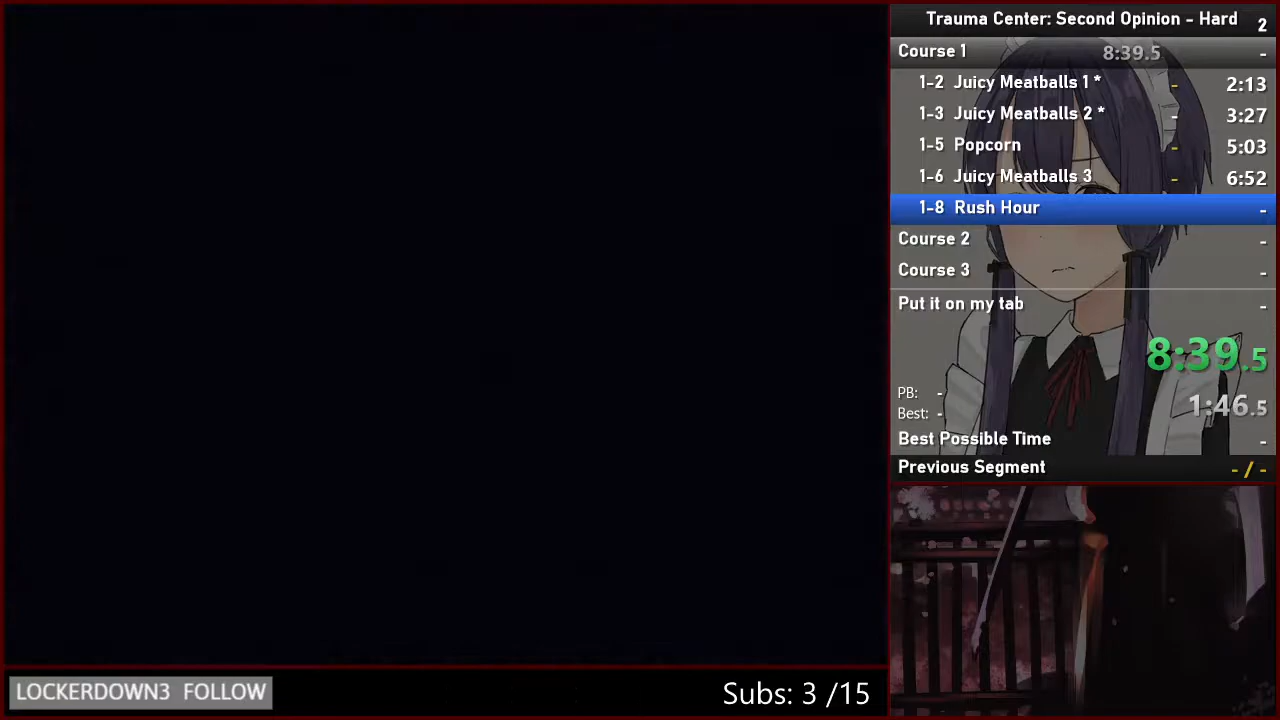 Trauma Center: Second Opinion - Hard 2
Course 1 8:39.5 -
1-2 Juicy Meatballs 1 * - 2:13
1-3 Juicy Meatballs 2 * - 3:27
1-5 Popcorn - 5:03
1-6 Juicy Meatballs 3 - 6:52
1-8 Rush Hour -
Course 2 -
Course 3 -
Put it on my tab -
8:39.5
PB: -
1:46.5
Best: -
Best Possible Time -
Previous Segment - / -
LOCKERDOWN3 FOLLOW
Subs: 3 /15